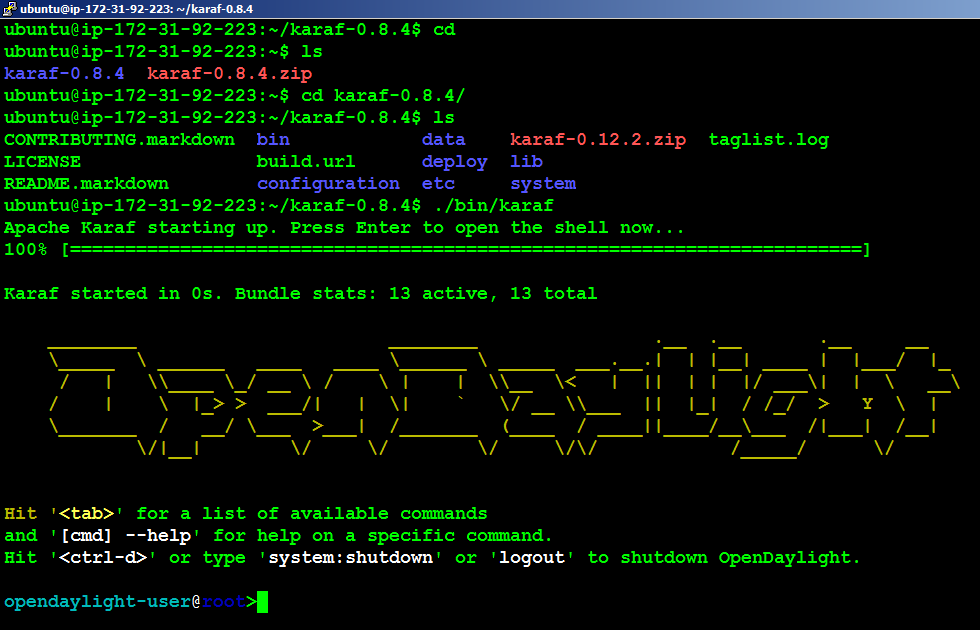 ubuntu@ip-172-31-92-223: ~/karaf-0.8.4
ubuntu@ip-172-31-92-223:~/karaf-0.8.4$ cd
ubuntu@ip-172-31-92-223:~$ ls
karaf-0.8.4  karaf-0.8.4.zip
ubuntu@ip-172-31-92-223:~$ cd karaf-0.8.4/
ubuntu@ip-172-31-92-223:~/karaf-0.8.4$ ls
CONTRIBUTING.markdown  bin            data    karaf-0.12.2.zip  taglist.log
LICENSE                build.url      deploy  lib
README.markdown        configuration  etc     system
ubuntu@ip-172-31-92-223:~/karaf-0.8.4$ ./bin/karaf
Apache Karaf starting up. Press Enter to open the shell now...
100% [========================================================================]
Karaf started in 0s. Bundle stats: 13 active, 13 total
OpenDaylight
Hit '<tab>' for a list of available commands
and '[cmd] --help' for help on a specific command.
Hit '<ctrl-d>' or type 'system:shutdown' or 'logout' to shutdown OpenDaylight.
opendaylight-user@root>